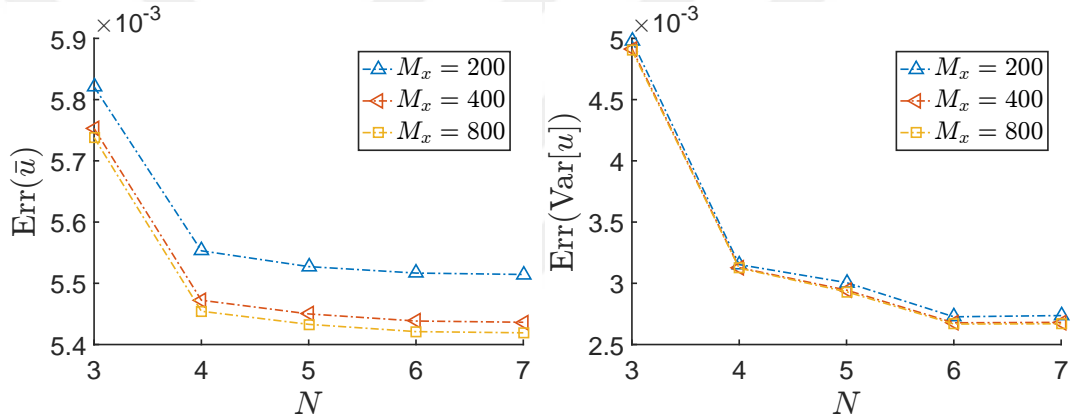 ×10⁻³
5.9
5.8
5.7
5.6
5.5
5.4
Err(ū)
M_x = 200
M_x = 400
M_x = 800
3 4 5 6 7
N
×10⁻³
5
4.5
4
3.5
3
2.5
Err(Var[u])
M_x = 200
M_x = 400
M_x = 800
3 4 5 6 7
N